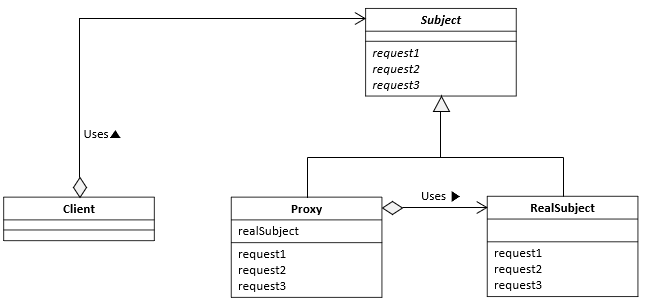 Subject
request1
request2
request3
Uses▲
Client
Proxy
realSubject
request1
request2
request3
Uses ▶
RealSubject
request1
request2
request3